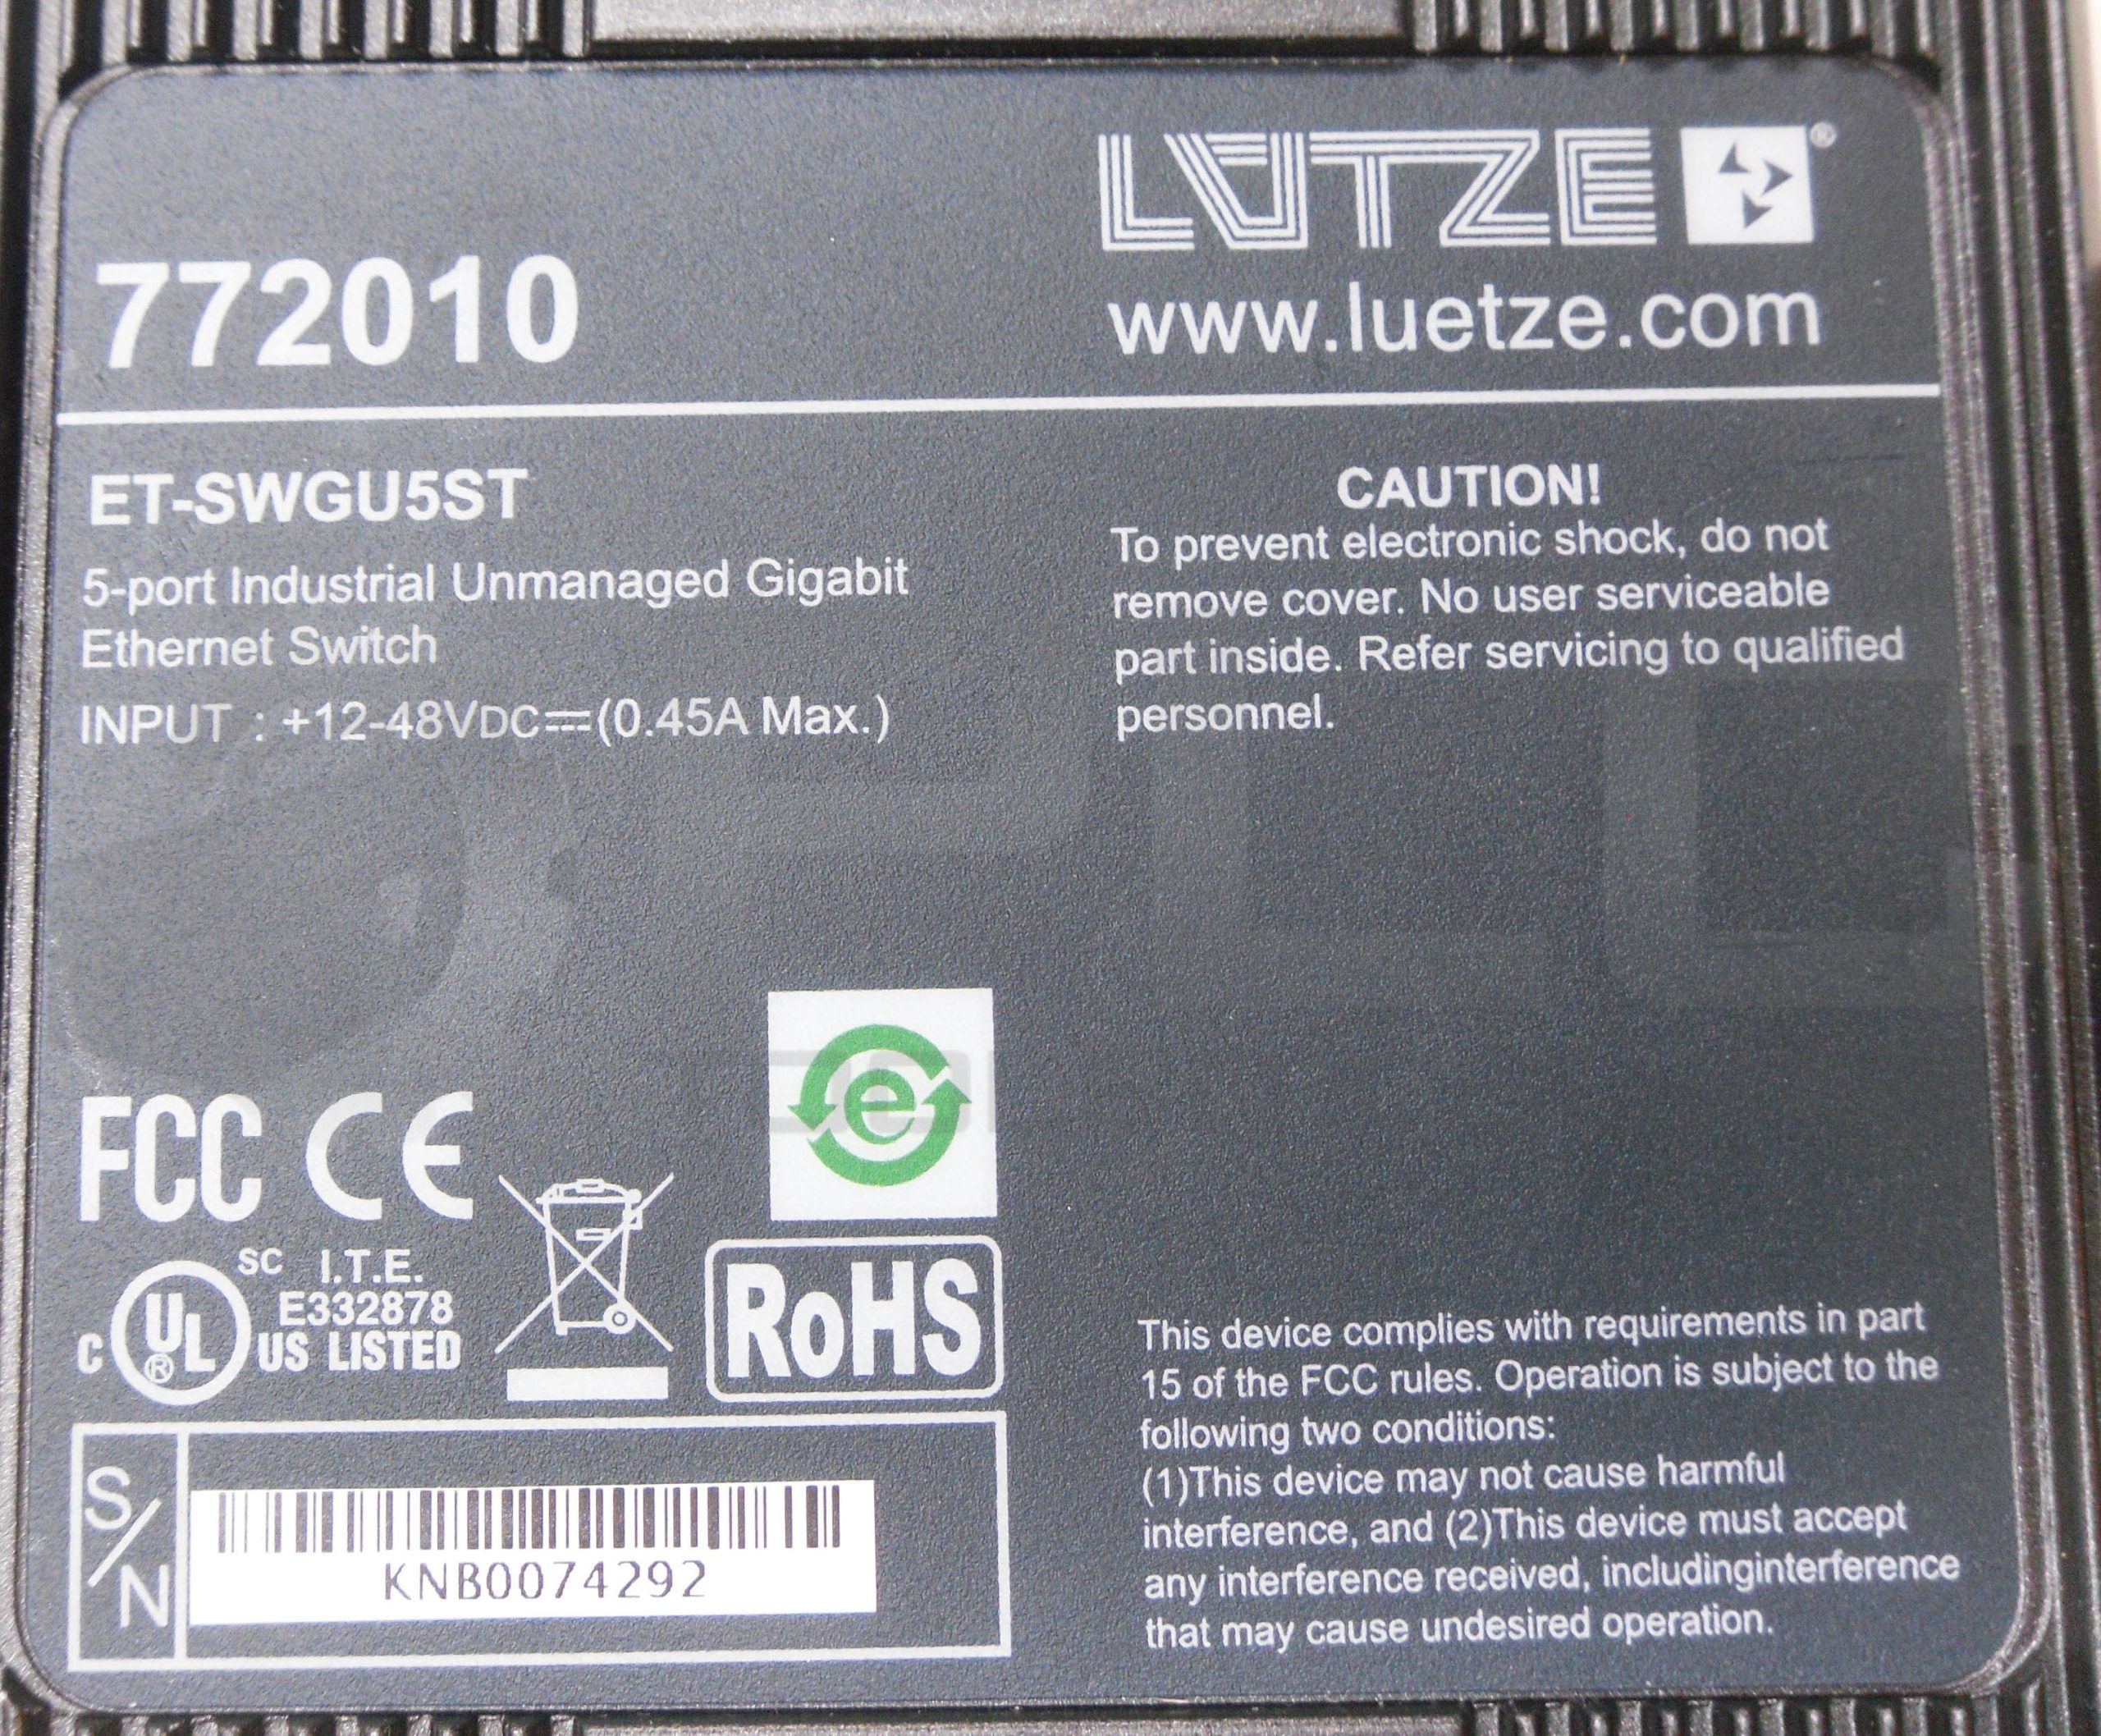 LÜTZE ®
772010
www.luetze.com
ET-SWGU5ST
5-port Industrial Unmanaged Gigabit
Ethernet Switch
INPUT : +12-48VDC⎓(0.45A Max.)
CAUTION!
To prevent electronic shock, do not
remove cover. No user serviceable
part inside. Refer servicing to qualified
personnel.
e
FCC CE
SC I.T.E.
E332878
C UL ® US LISTED
RoHS
S/N
KNB0074292
This device complies with requirements in part
15 of the FCC rules. Operation is subject to the
following two conditions:
(1)This device may not cause harmful
interference, and (2)This device must accept
any interference received, includinginterference
that may cause undesired operation.